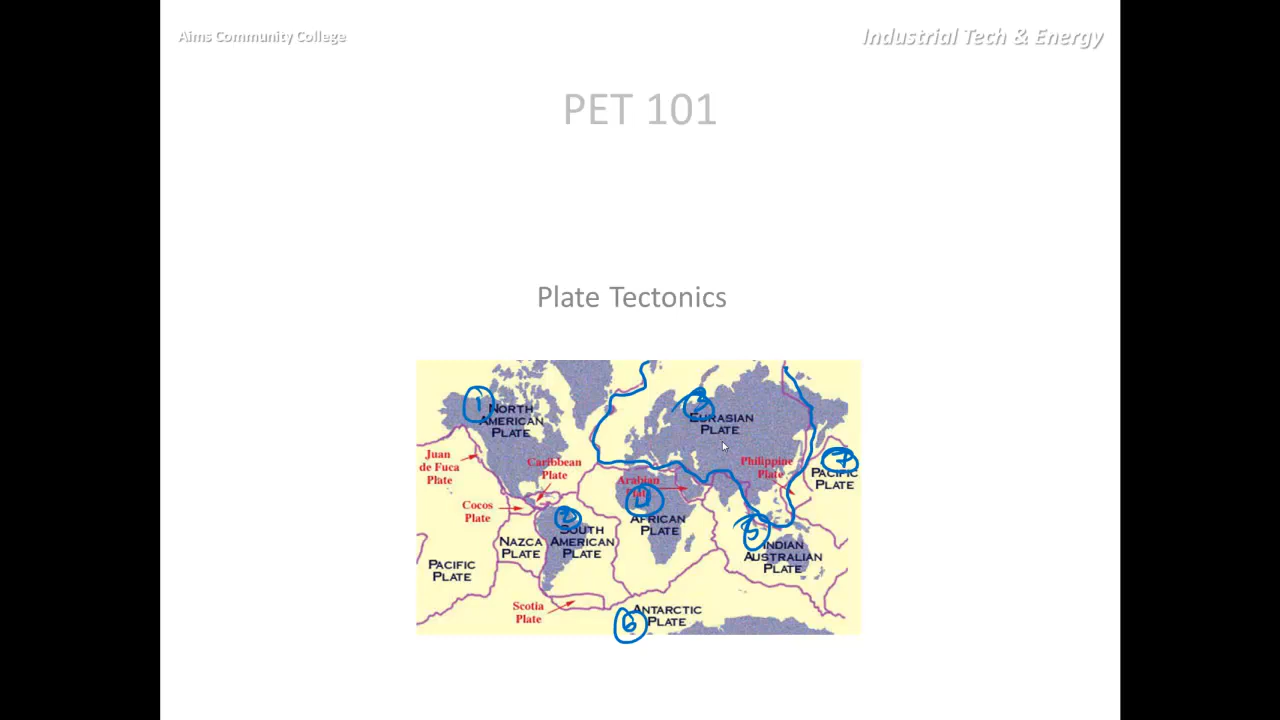 Aims Community College
Industrial Tech & Energy
PET 101
Plate Tectonics
1
NORTH
AMERICAN
PLATE
3
EURASIAN
PLATE
Juan
de Fuca
Plate
Caribbean
Plate
Arabian
Plate
Philippine
Plate
7
PACIFIC
PLATE
Cocos
Plate
2
SOUTH
AMERICAN
PLATE
4
AFRICAN
PLATE
NAZCA
PLATE
5
INDIAN
AUSTRALIAN
PLATE
PACIFIC
PLATE
Scotia
Plate
6
ANTARCTIC
PLATE